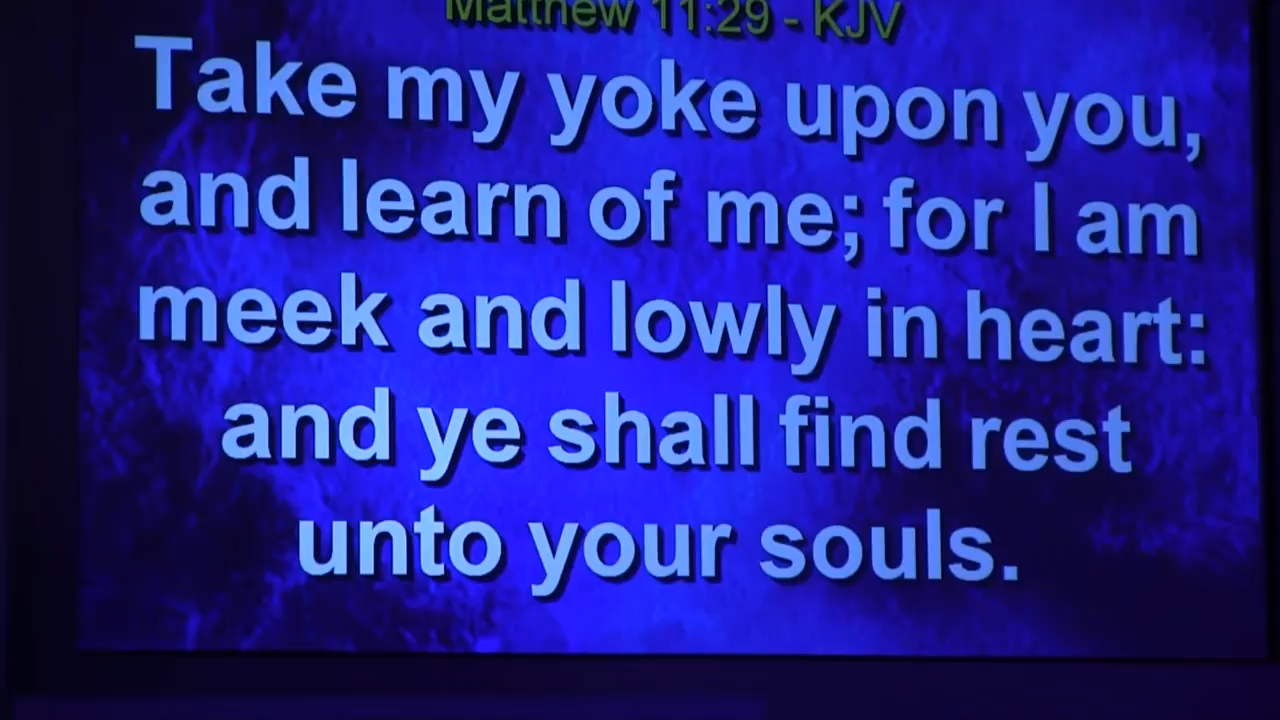 Matthew 11:29 - KJV
Take my yoke upon you,
and learn of me; for I am
meek and lowly in heart:
and ye shall find rest
unto your souls.